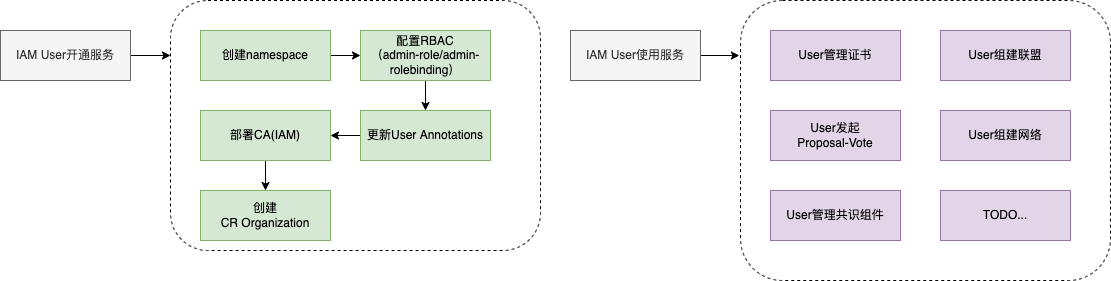 IAM User开通服务
创建namespace
配置RBAC
（admin-role/admin-
rolebinding）
部署CA(IAM)
更新User Annotations
创建
CR Organization
IAM User使用服务
User管理证书
User组建联盟
User发起
Proposal-Vote
User组建网络
User管理共识组件
TODO...